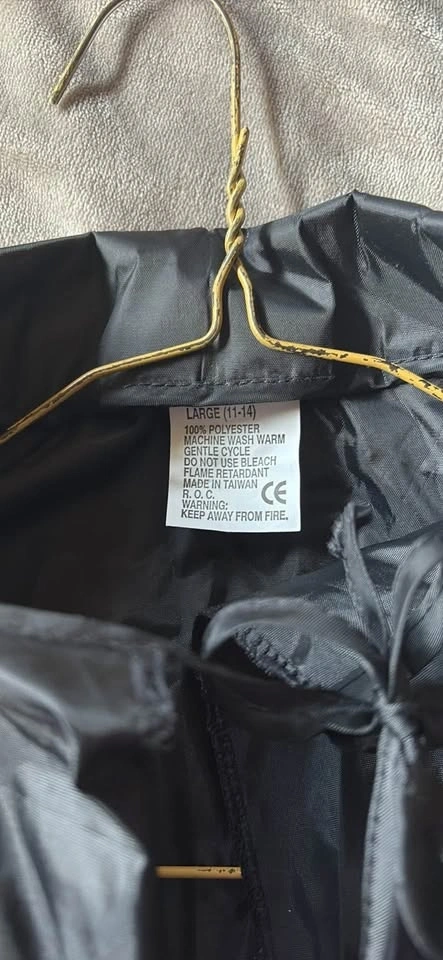 LARGE (11-14)
100% POLYESTER
MACHINE WASH WARM
GENTLE CYCLE
DO NOT USE BLEACH
FLAME RETARDANT
MADE IN TAIWAN
R. O. C. CE
WARNING:
KEEP AWAY FROM FIRE.